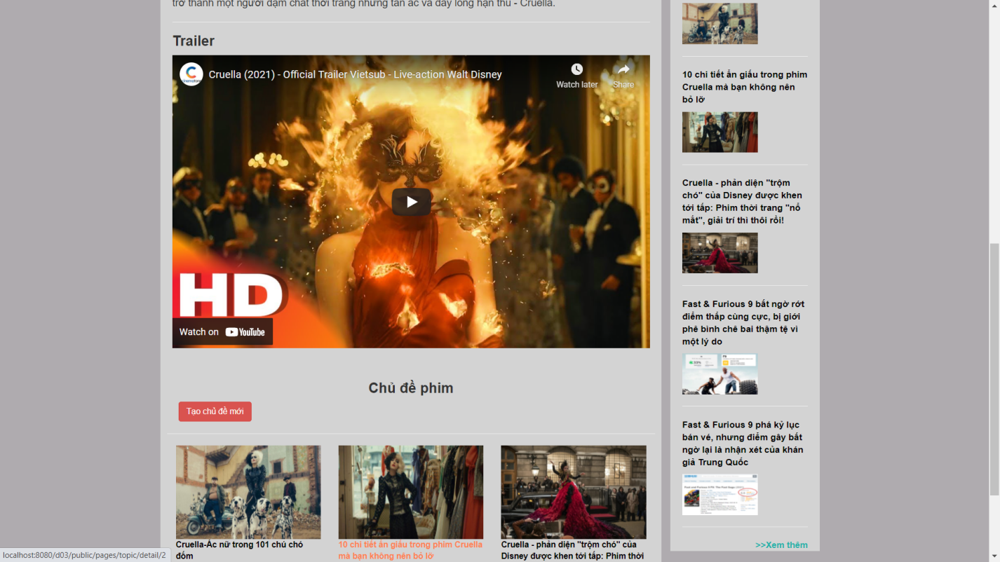 trở thành một người đậm chất thời trang nhưng tàn ác và đầy lòng hận thù - Cruella.
Trailer
Cruella (2021) - Official Trailer Vietsub - Live-action Walt Disney
Watch later
Share
HD
Watch on YouTube
Chủ đề phim
Tạo chủ đề mới
Cruella-Ác nữ trong 101 chú chó
đốm
10 chi tiết ẩn giấu trong phim Cruella
mà bạn không nên bỏ lỡ
Cruella - phản diện "trộm chó" của
Disney được khen tới tấp: Phim thời
10 chi tiết ẩn giấu trong phim
Cruella mà bạn không nên
bỏ lỡ
Cruella - phản diện "trộm
chó" của Disney được khen
tới tấp: Phim thời trang "nổ
mắt", giải trí thì thôi rồi!
Fast & Furious 9 bất ngờ rớt
điểm thấp cùng cực, bị giới
phê bình chê bai thậm tệ vì
một lý do
Fast & Furious 9 phá kỷ lục
bán vé, nhưng điểm gây bất
ngờ lại là nhận xét của khán
giả Trung Quốc
>>Xem thêm
localhost:8080/d03/public/pages/topic/detail/2